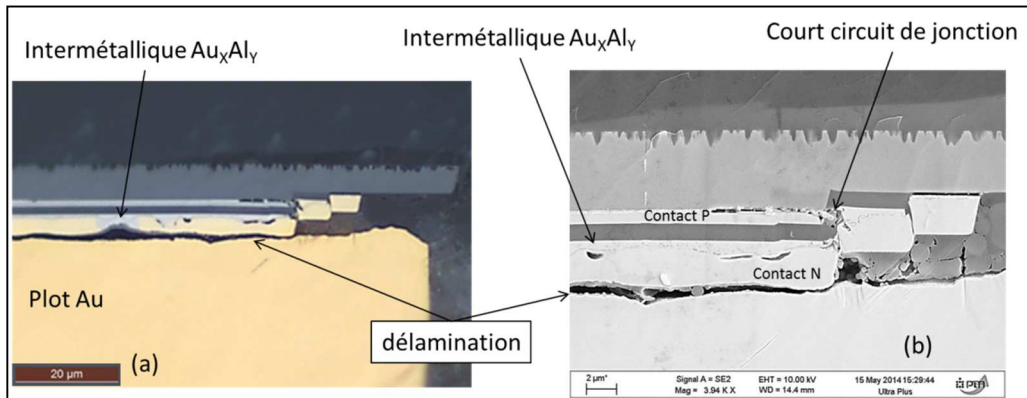 Intermétallique AuXAlY
Intermétallique AuXAlY
Court circuit de jonction
Contact P
Contact N
Plot Au
délamination
20 µm
(a)
(b)
2 µm*
Signal A = SE2
EHT = 10.00 kV
15 May 2014 15:29:44
Mag = 3.94 K X
WD = 14.4 mm
Ultra Plus